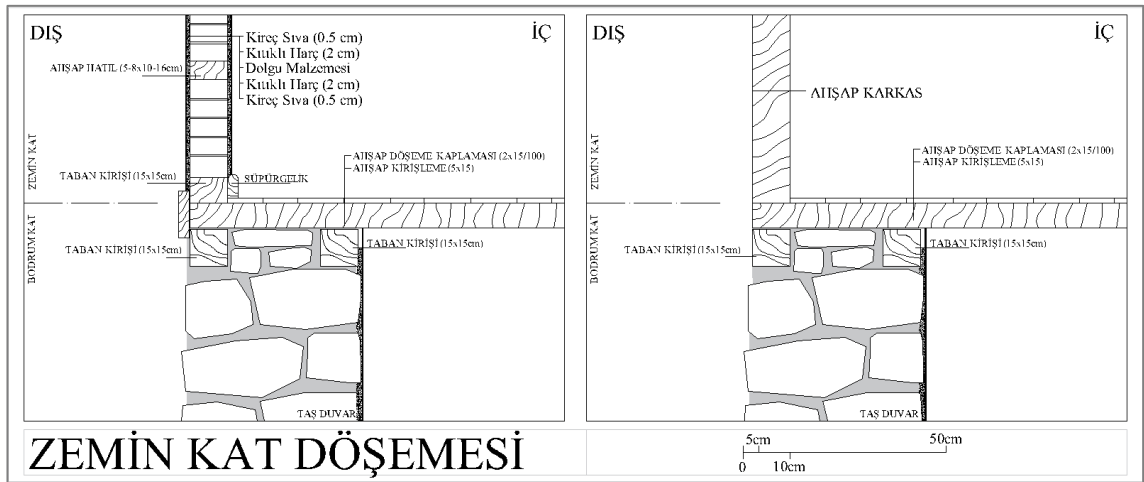 DIŞ
İÇ
Kireç Sıva (0.5 cm)
Kıtıklı Harç (2 cm)
Dolgu Malzemesi
Kıtıklı Harç (2 cm)
Kireç Sıva (0.5 cm)
AHŞAP HATIL (5-8x10-16cm)
ZEMİN KAT
AHŞAP DÖŞEME KAPLAMASI (2x15/100)
AHŞAP KİRİŞLEME (5x15)
TABAN KİRİŞİ (15x15cm)
SÜPÜRGELİK
BODRUM KAT
TABAN KİRİŞİ (15x15cm)
TABAN KİRİŞİ (15x15cm)
TAŞ DUVAR
DIŞ
İÇ
AHŞAP KARKAS
ZEMİN KAT
AHŞAP DÖŞEME KAPLAMASI (2x15/100)
AHŞAP KİRİŞLEME (5x15)
BODRUM KAT
TABAN KİRİŞİ (15x15cm)
TABAN KİRİŞİ (15x15cm)
TAŞ DUVAR
ZEMİN KAT DÖŞEMESİ
5cm
50cm
0
10cm